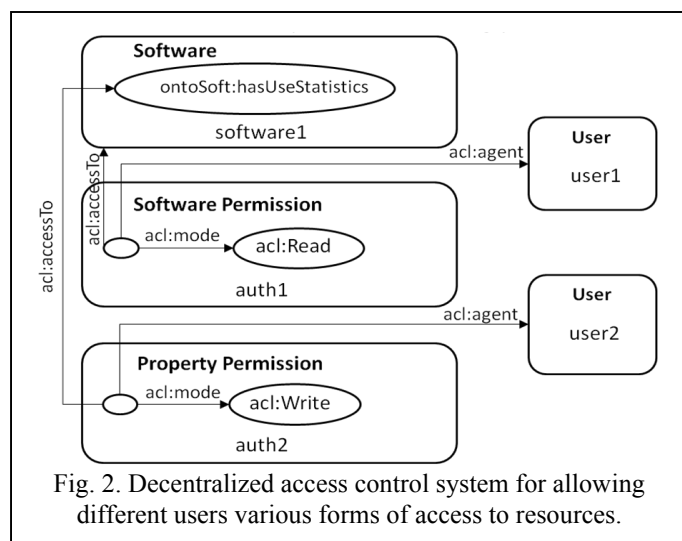 Software
ontoSoft:hasUseStatistics
software1
acl:accessTo
acl:accessTo
acl:agent
User
user1
Software Permission
acl:mode
acl:Read
auth1
acl:agent
User
user2
Property Permission
acl:mode
acl:Write
auth2
Fig. 2. Decentralized access control system for allowing
different users various forms of access to resources.